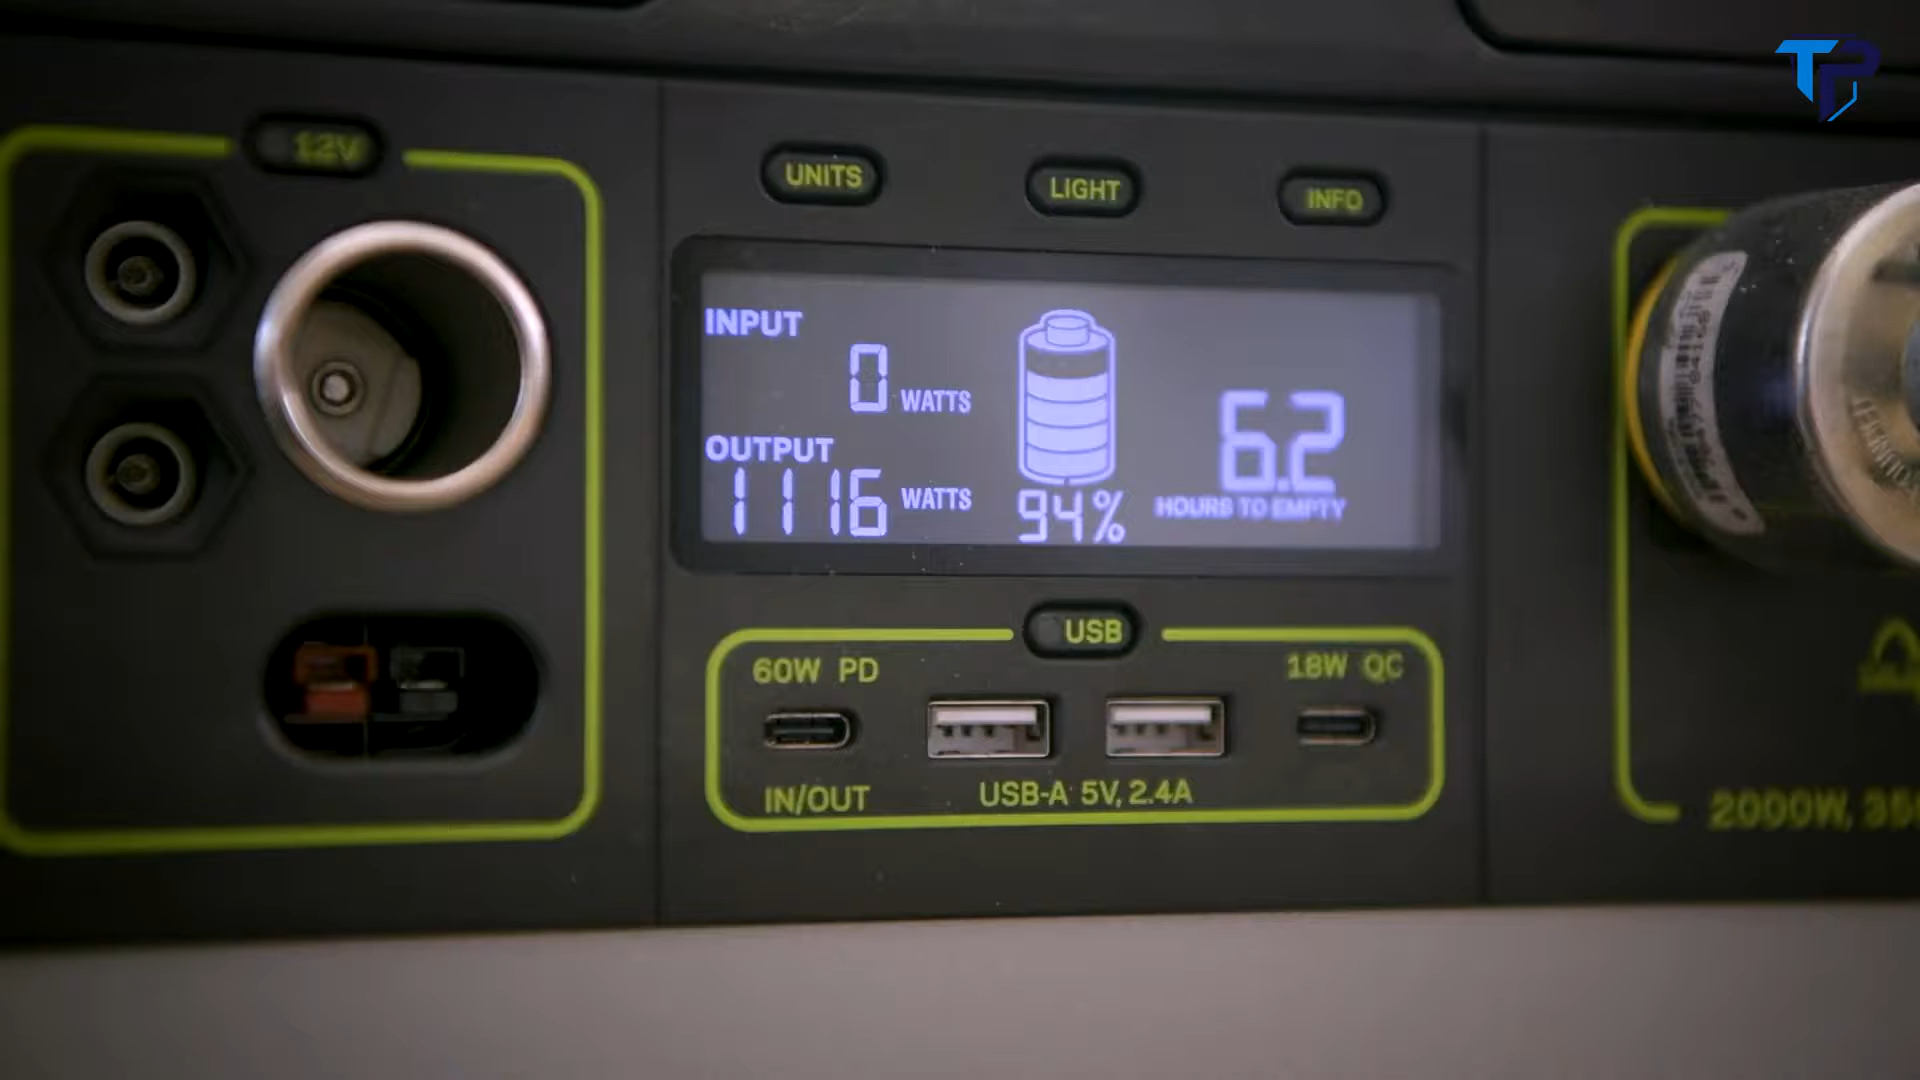 TP
12V
UNITS
LIGHT
INFO
INPUT
0 WATTS
OUTPUT
1116 WATTS
94%
6.2
HOURS TO EMPTY
USB
60W PD
18W QC
IN/OUT
USB-A 5V, 2.4A
2000W,